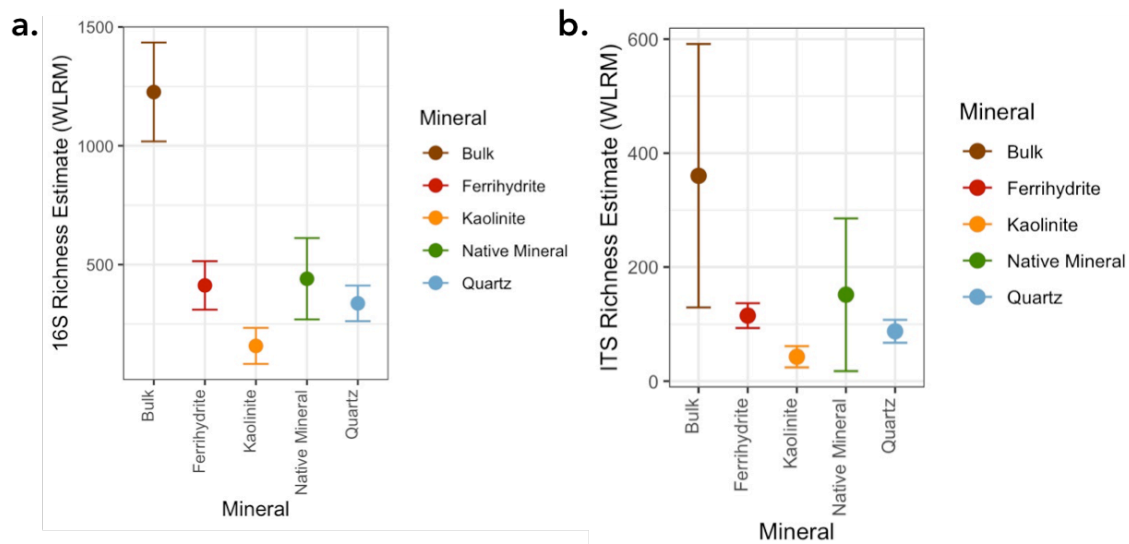 a.
16S Richness Estimate (WLRM)
1500
1000
500
Bulk
Ferrihydrite
Kaolinite
Native Mineral
Quartz
Mineral
Mineral
Bulk
Ferrihydrite
Kaolinite
Native Mineral
Quartz
b.
ITS Richness Estimate (WLRM)
600
400
200
0
Bulk
Ferrihydrite
Kaolinite
Native Mineral
Quartz
Mineral
Mineral
Bulk
Ferrihydrite
Kaolinite
Native Mineral
Quartz